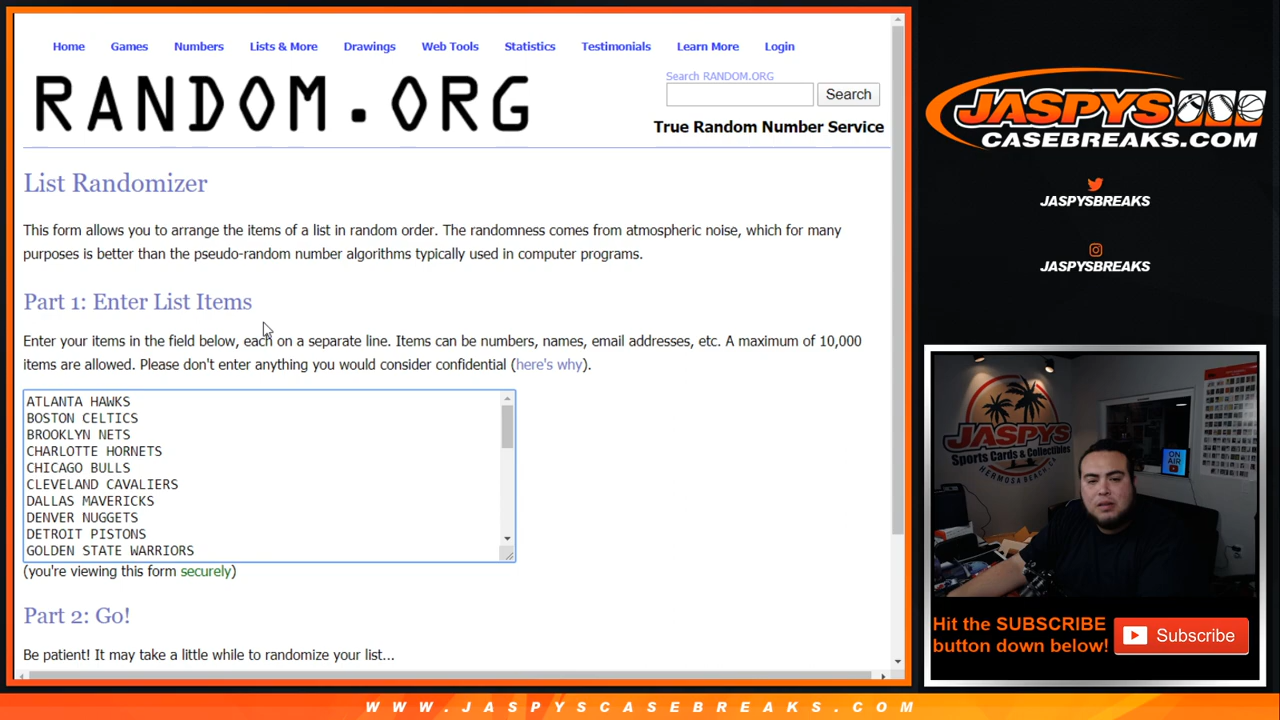 Home Games Numbers Lists & More Drawings Web Tools Statistics Testimonials Learn More Login
RANDOM.ORG
Search RANDOM.ORG
Search
True Random Number Service
List Randomizer
This form allows you to arrange the items of a list in random order. The randomness comes from atmospheric noise, which for many
purposes is better than the pseudo-random number algorithms typically used in computer programs.
Part 1: Enter List Items
Enter your items in the field below, each on a separate line. Items can be numbers, names, email addresses, etc. A maximum of 10,000
items are allowed. Please don't enter anything you would consider confidential (here's why).
ATLANTA HAWKS
BOSTON CELTICS
BROOKLYN NETS
CHARLOTTE HORNETS
CHICAGO BULLS
CLEVELAND CAVALIERS
DALLAS MAVERICKS
DENVER NUGGETS
DETROIT PISTONS
GOLDEN STATE WARRIORS
(you're viewing this form securely)
Part 2: Go!
Be patient! It may take a little while to randomize your list...
JASPYS
CASEBREAKS.COM
JASPYSBREAKS
JASPYSBREAKS
JASPYS
Sports Cards & Collectibles
HERMOSA BEACH, CA
ON
AIR
Hit the SUBSCRIBE
button down below!
Subscribe
WWW.JASPYSCASEBREAKS.COM